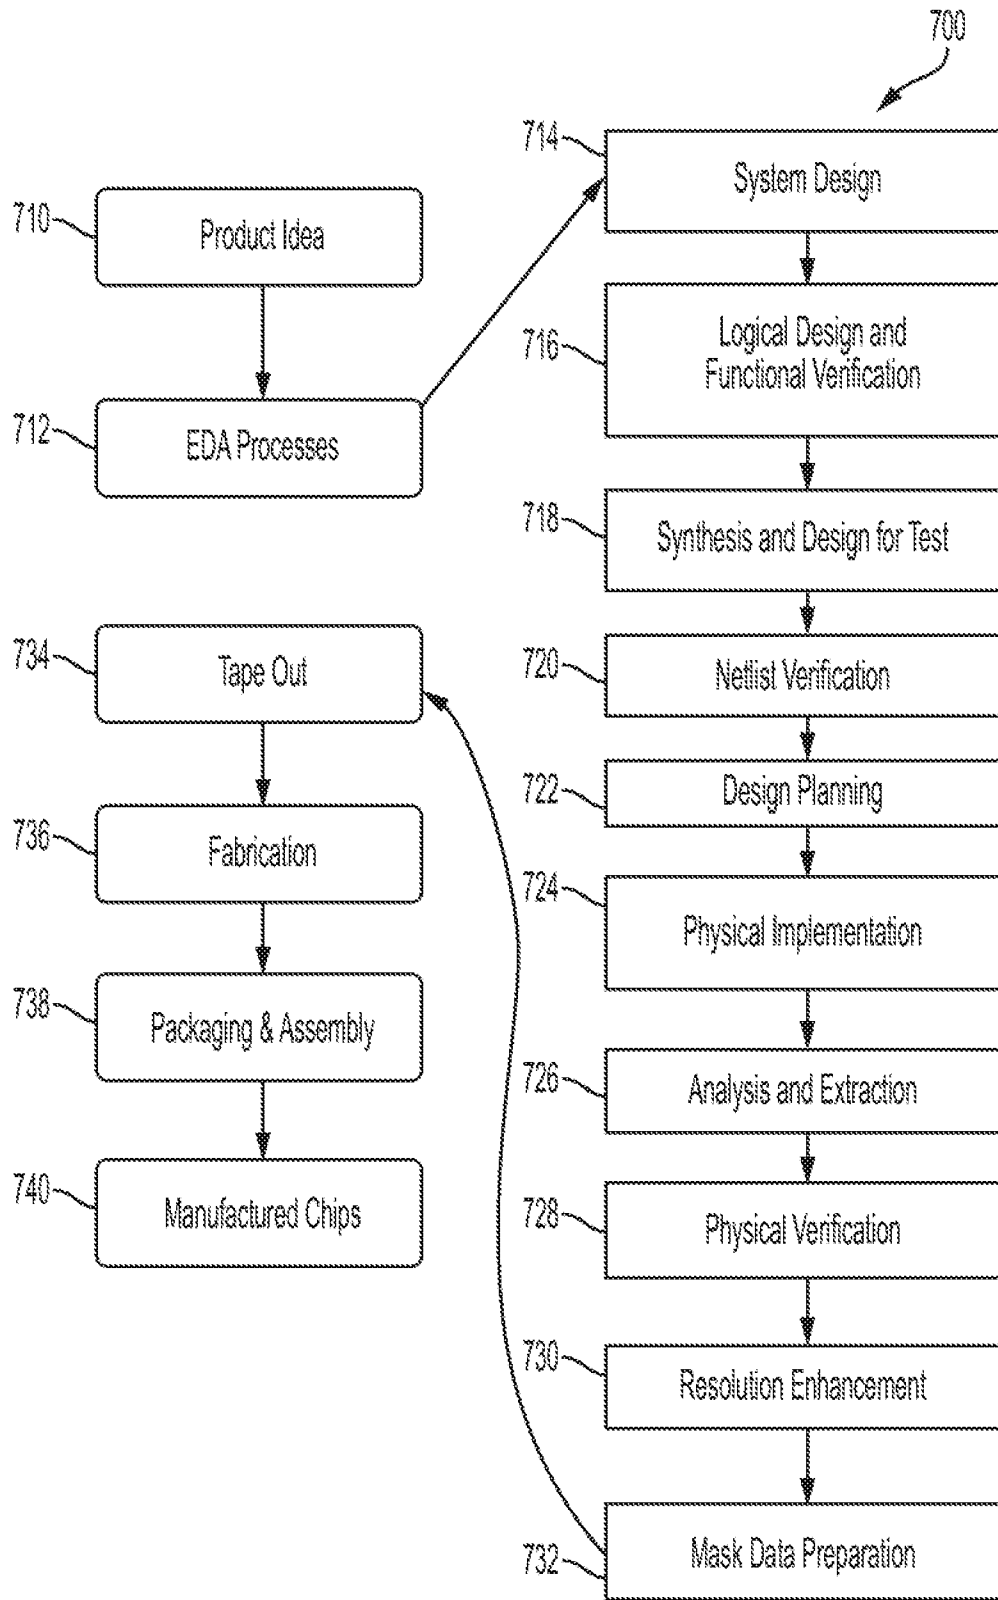 700
710
Product Idea
712
EDA Processes
714
System Design
716
Logical Design and
Functional Verification
718
Synthesis and Design for Test
720
Netlist Verification
722
Design Planning
724
Physical Implementation
726
Analysis and Extraction
728
Physical Verification
730
Resolution Enhancement
732
Mask Data Preparation
734
Tape Out
736
Fabrication
738
Packaging & Assembly
740
Manufactured Chips